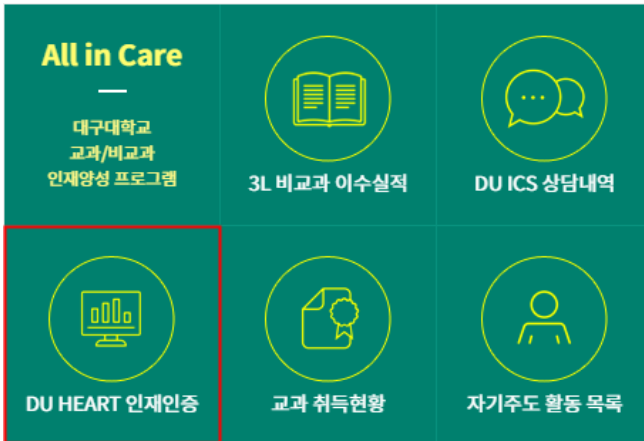 All in Care
대구대학교
교과/비교과
인재양성 프로그램
3L 비교과 이수실적
DU ICS 상담내역
DU HEART 인재인증
교과 취득현황
자기주도 활동 목록